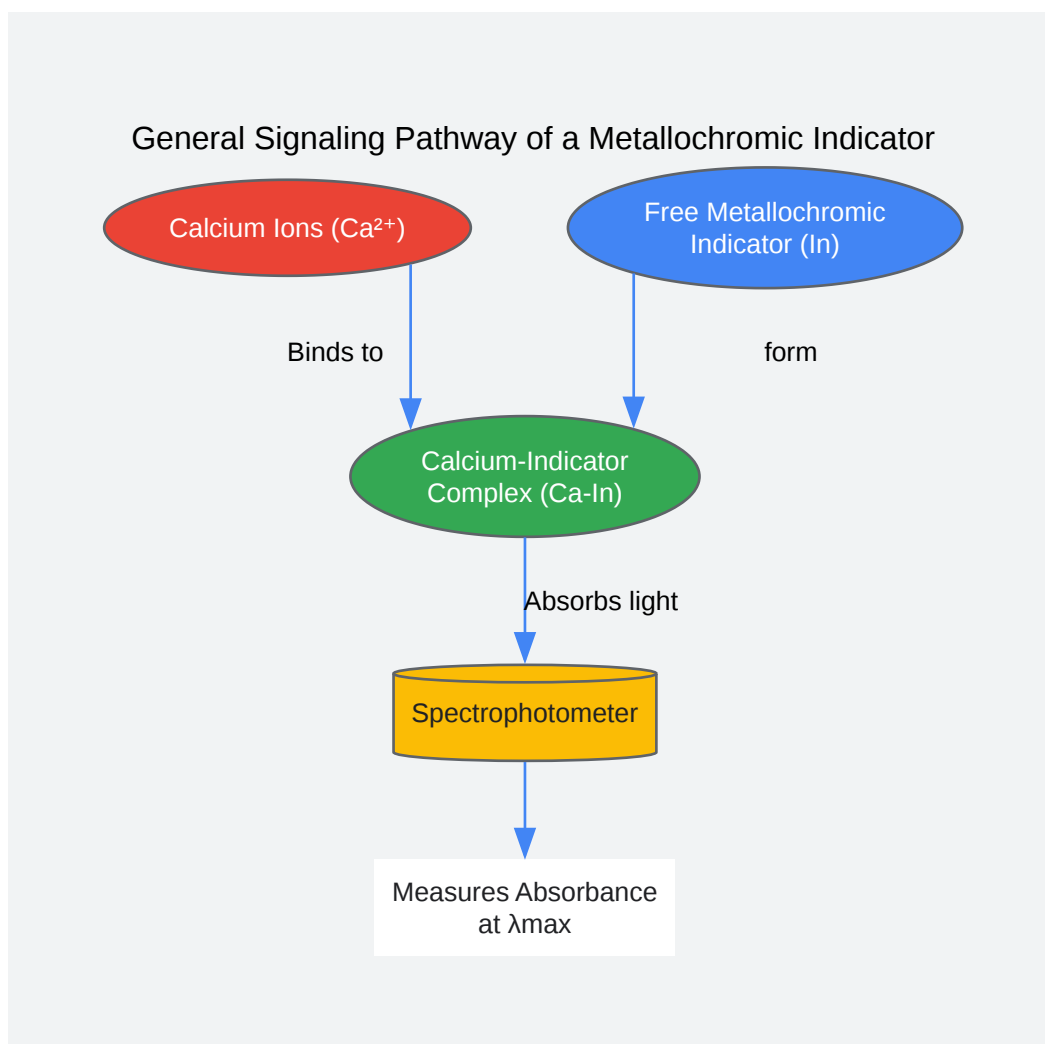 General Signaling Pathway of a Metallochromic Indicator
Calcium Ions (Ca²⁺)
Free Metallochromic
Indicator (In)
Binds to
form
Calcium-Indicator
Complex (Ca-In)
Absorbs light
Spectrophotometer
Measures Absorbance
at λmax